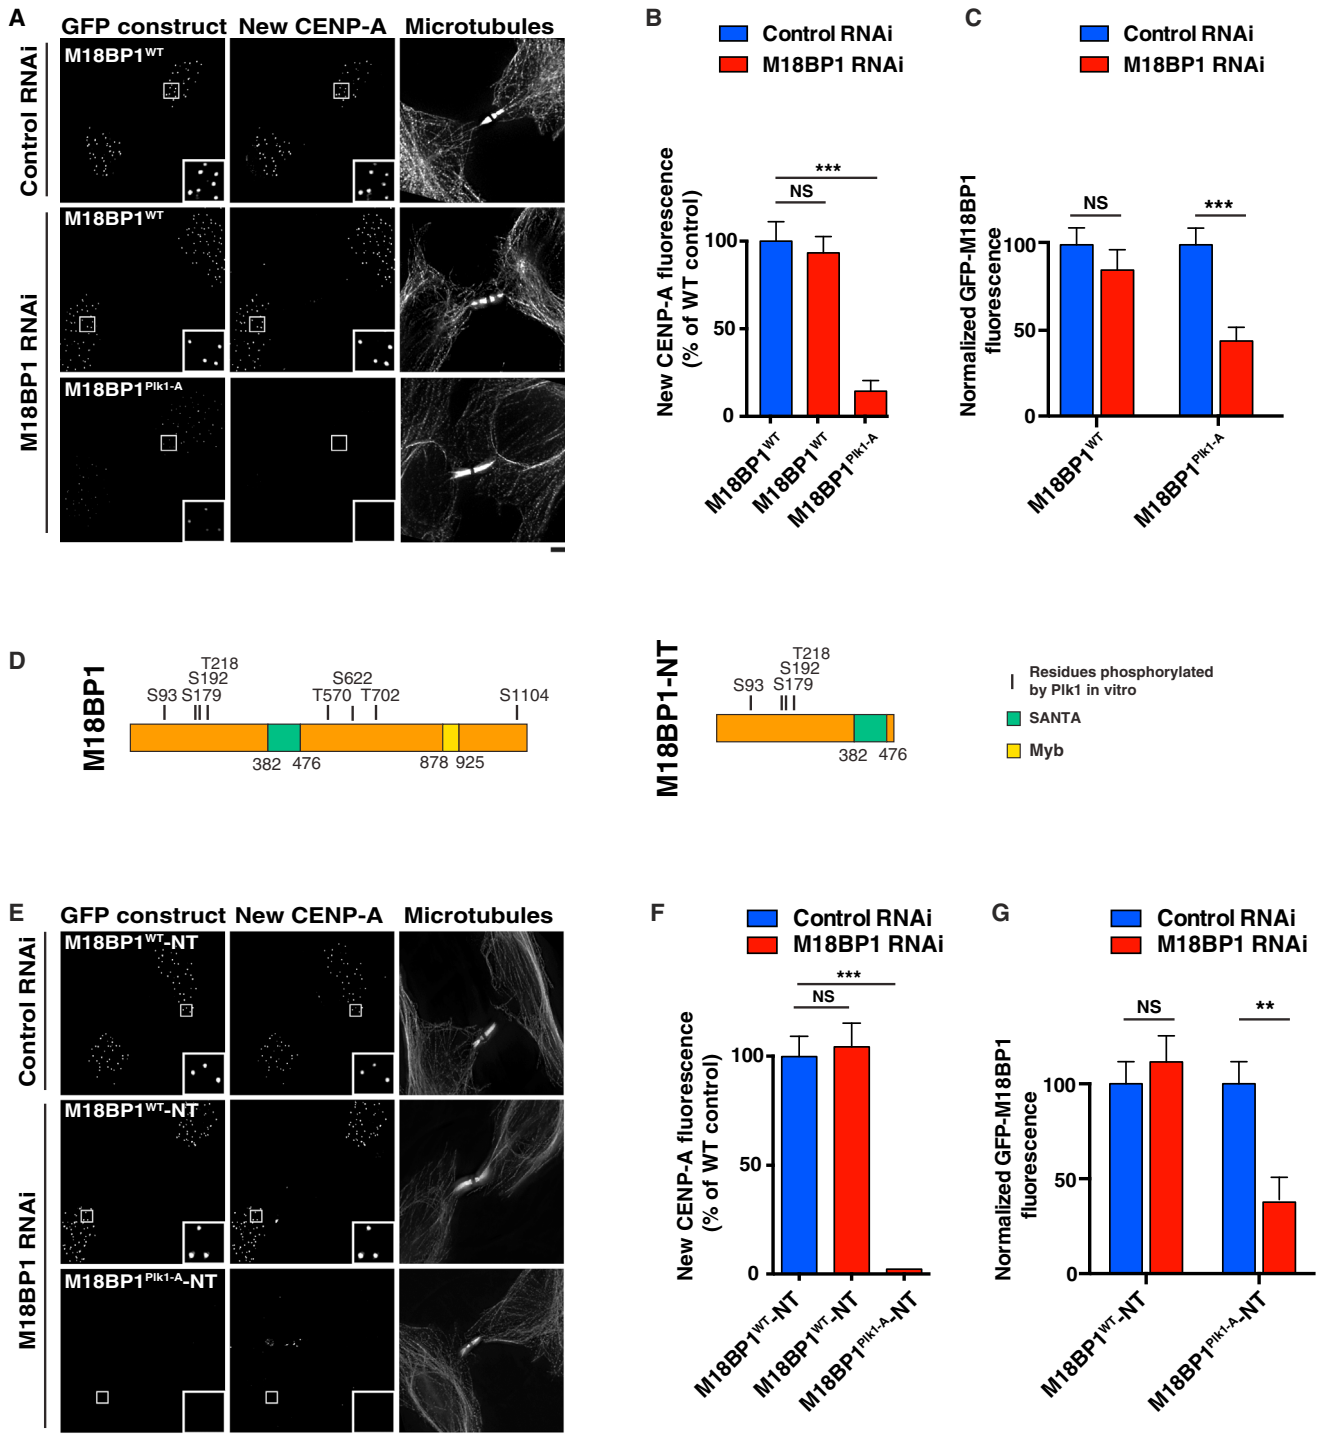 A
GFP construct New CENP-A Microtubules
Control RNAi
M18BP1WT
M18BP1 RNAi
M18BP1WT
M18BP1Plk1-A
B
Control RNAi
M18BP1 RNAi
New CENP-A fluorescence
(% of WT control)
***
NS
100
50
0
M18BP1WT
M18BP1WT
M18BP1Plk1-A
C
Control RNAi
M18BP1 RNAi
Normalized GFP-M18BP1
fluorescence
NS
***
100
50
0
M18BP1WT
M18BP1Plk1-A
D
M18BP1
T218
S192
S93 S179
S622
T570 T702
S1104
382 476
878 925
M18BP1-NT
T218
S192
S93 S179
382 476
Residues phosphorylated
by Plk1 in vitro
SANTA
Myb
E
GFP construct New CENP-A Microtubules
Control RNAi
M18BP1WT-NT
M18BP1 RNAi
M18BP1WT-NT
M18BP1Plk1-A-NT
F
Control RNAi
M18BP1 RNAi
New CENP-A fluorescence
(% of WT control)
***
NS
100
50
0
M18BP1WT-NT
M18BP1WT-NT
M18BP1Plk1-A-NT
G
Control RNAi
M18BP1 RNAi
Normalized GFP-M18BP1
fluorescence
NS
**
100
50
0
M18BP1WT-NT
M18BP1Plk1-A-NT